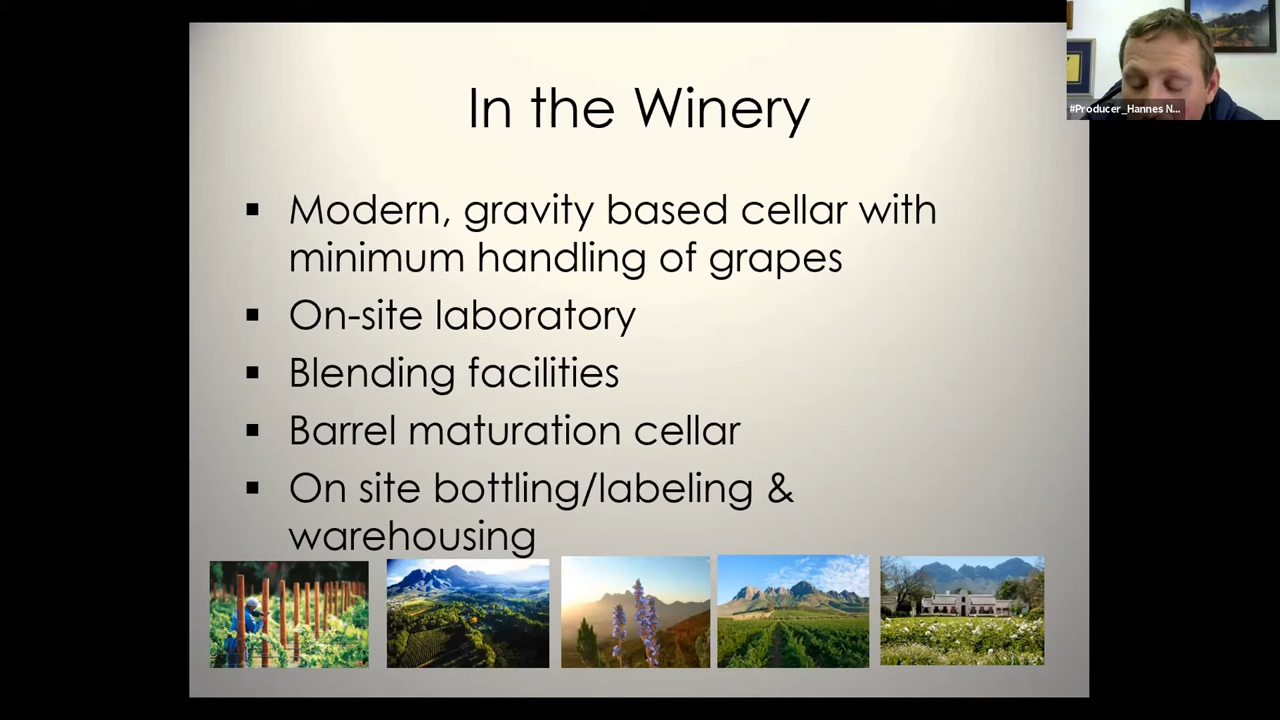 In the Winery
#Producer_Hannes N...
▪ Modern, gravity based cellar with
minimum handling of grapes
▪ On-site laboratory
▪ Blending facilities
▪ Barrel maturation cellar
▪ On site bottling/labeling &
warehousing